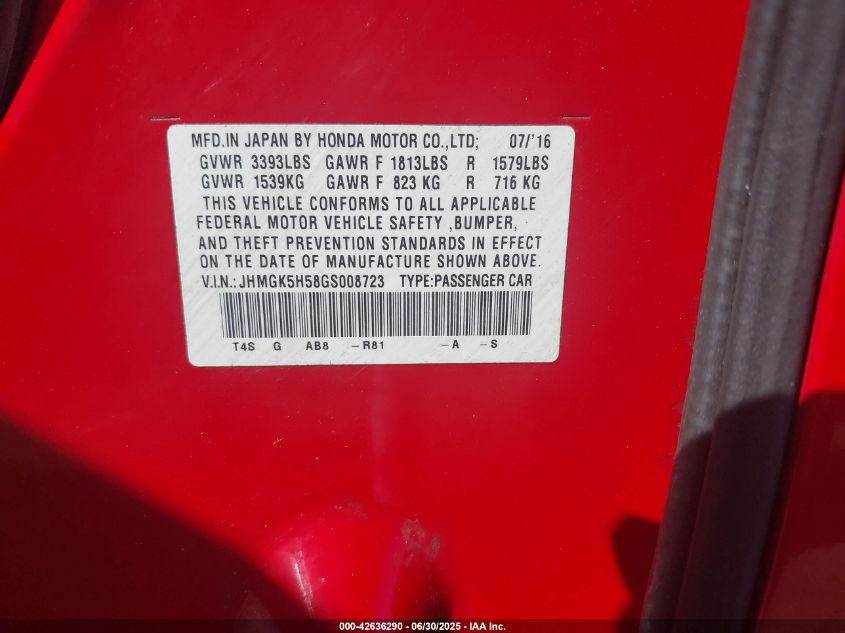 MFD.IN JAPAN BY HONDA MOTOR CO.,LTD; 07/'16
GVWR 3393LBS GAWR F 1813LBS R 1579LBS
GVWR 1539KG GAWR F 823 KG R 716 KG
THIS VEHICLE CONFORMS TO ALL APPLICABLE
FEDERAL MOTOR VEHICLE SAFETY ,BUMPER,
AND THEFT PREVENTION STANDARDS IN EFFECT
ON THE DATE OF MANUFACTURE SHOWN ABOVE.
V.I.N.: JHMGK5H58GS008723 TYPE:PASSENGER CAR
T4S G AB8 -R81 -A -S
000-42636290 - 06/30/2025 - IAA Inc.